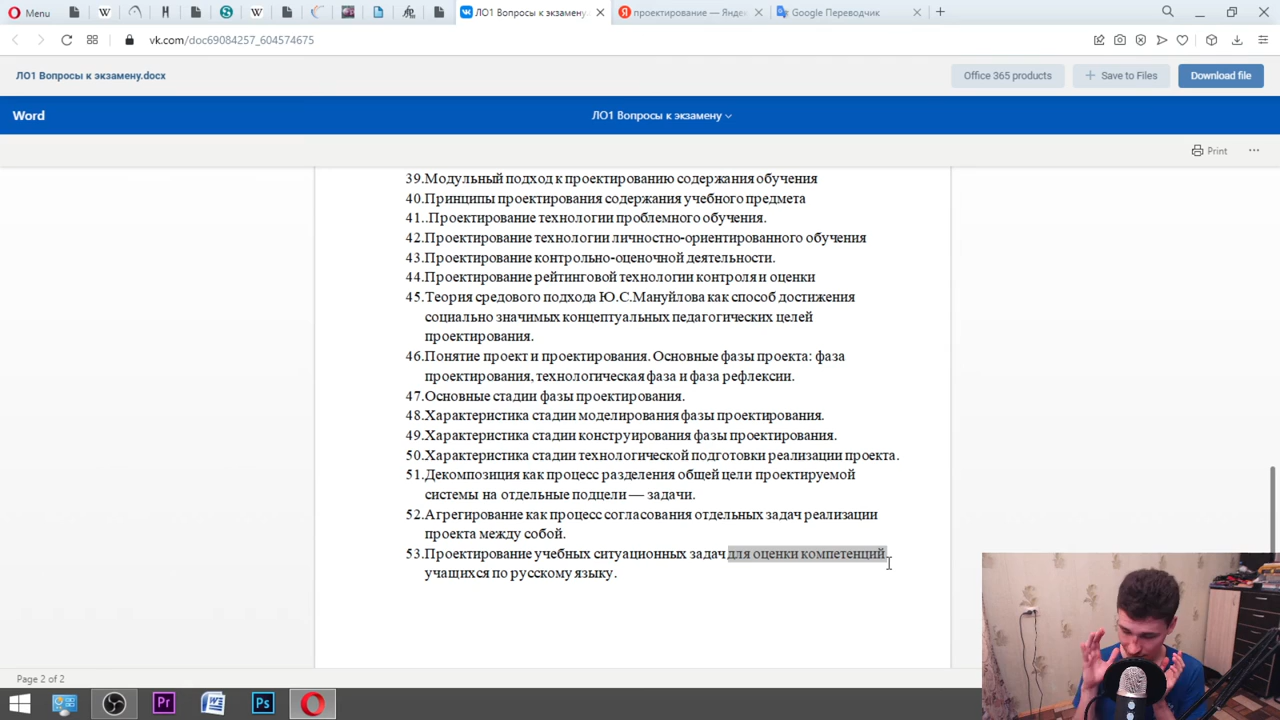 Menu
ЛО1 Вопросы к экзамену.
проектирование — Янде
Google Переводчик
vk.com/doc69084257_604574675
ЛО1 Вопросы к экзамену.docx
Office 365 products
Save to Files
Download file
Word
ЛО1 Вопросы к экзамену
Print
39.Модульный подход к проектированию содержания обучения
40.Принципы проектирования содержания учебного предмета
41..Проектирование технологии проблемного обучения.
42.Проектирование технологии личностно-ориентированного обучения
43.Проектирование контрольно-оценочной деятельности.
44.Проектирование рейтинговой технологии контроля и оценки
45.Теория средового подхода Ю.С.Мануйлова как способ достижения
социально значимых концептуальных педагогических целей
проектирования.
46.Понятие проект и проектирования. Основные фазы проекта: фаза
проектирования, технологическая фаза и фаза рефлексии.
47.Основные стадии фазы проектирования.
48.Характеристика стадии моделирования фазы проектирования.
49.Характеристика стадии конструирования фазы проектирования.
50.Характеристика стадии технологической подготовки реализации проекта.
51.Декомпозиция как процесс разделения общей цели проектируемой
системы на отдельные подцели — задачи.
52.Агрегирование как процесс согласования отдельных задач реализации
проекта между собой.
53.Проектирование учебных ситуационных задач для оценки компетенций
учащихся по русскому языку.
Page 2 of 2
Pr
W
Ps